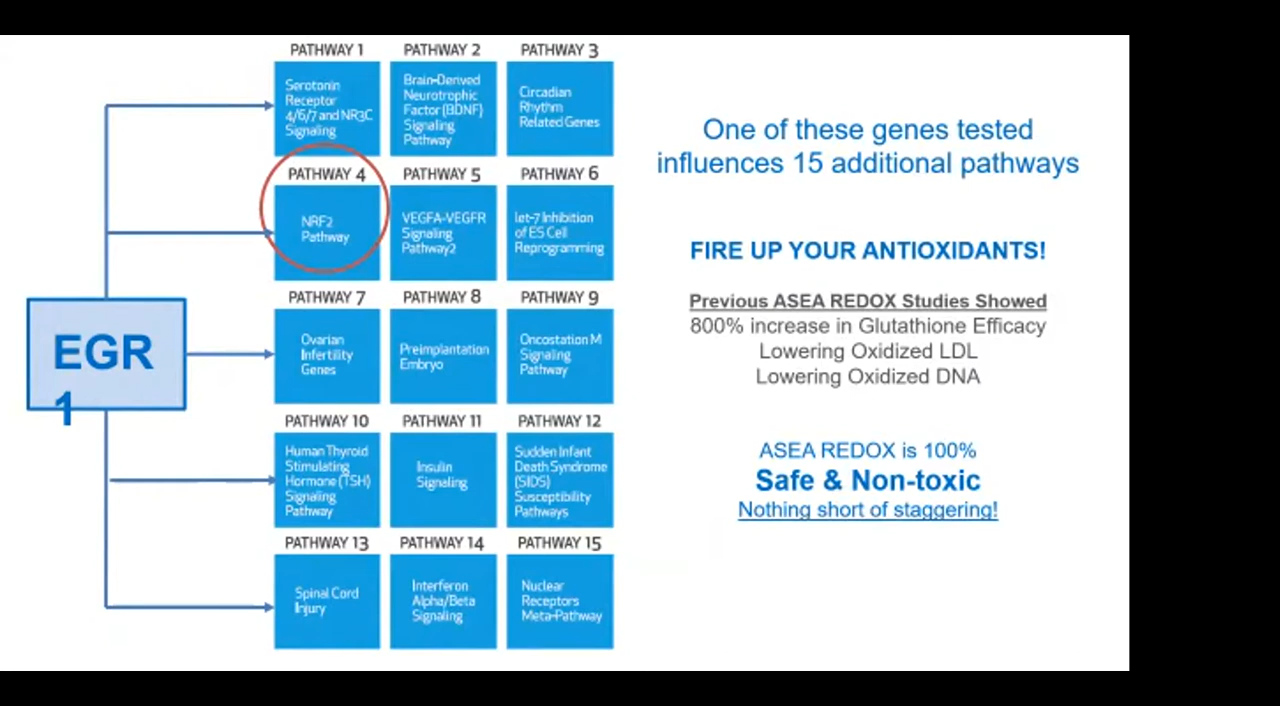 PATHWAY 1
Serotonin
Receptor
4/6/7 and NR3C
Signaling
PATHWAY 2
Brain-Derived
Neurotrophic
Factor (BDNF)
Signaling
Pathway
PATHWAY 3
Circadian
Rhythm
Related Genes
PATHWAY 4
NRF2
Pathway
PATHWAY 5
VEGFA-VEGFR
Signaling
Pathway2
PATHWAY 6
let-7 Inhibition
of ES Cell
Reprogramming
EGR
1
PATHWAY 7
Ovarian
Infertility
Genes
PATHWAY 8
Preimplantation
Embryo
PATHWAY 9
Oncostatin M
Signaling
Pathway
PATHWAY 10
Human Thyroid
Stimulating
Hormone (TSH)
Signaling
Pathway
PATHWAY 11
Insulin
Signaling
PATHWAY 12
Sudden Infant
Death Syndrome
(SIDS)
Susceptibility
Pathways
PATHWAY 13
Spinal Cord
Injury
PATHWAY 14
Interferon
Alpha/Beta
Signaling
PATHWAY 15
Nuclear
Receptors
Meta-Pathway
One of these genes tested
influences 15 additional pathways
FIRE UP YOUR ANTIOXIDANTS!
Previous ASEA REDOX Studies Showed
800% increase in Glutathione Efficacy
Lowering Oxidized LDL
Lowering Oxidized DNA
ASEA REDOX is 100%
Safe & Non-toxic
Nothing short of staggering!